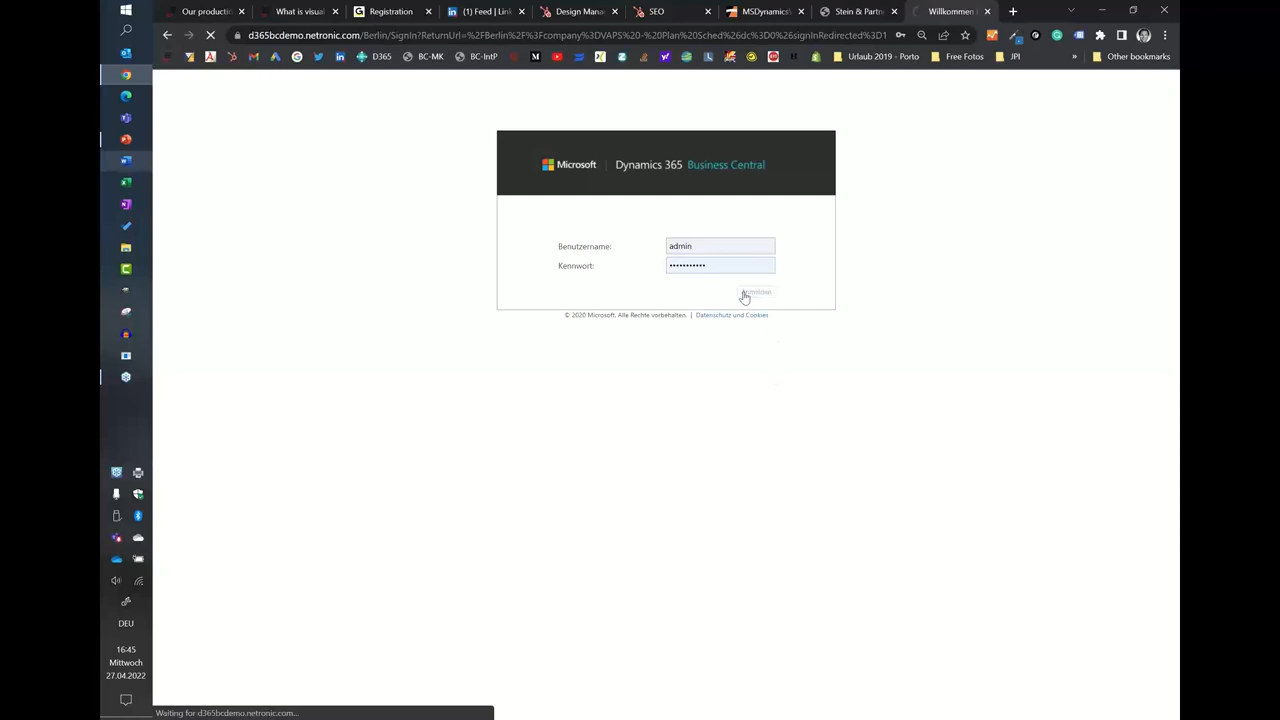 Our producti
What is visual
Registration
(1) Feed | Link
Design Mana
SEO
MSDynamicsW
Stein & Partn
Willkommen b
d365bcdemo.netronic.com/Berlin/SignIn?ReturnUrl=%2FBerlin%2F%3Fcompany%3DVAPS%20-%20Plan%20Sched%26dc%3D0%26signInRedirected%3D1
D365
BC-MK
BC-IntP
Urlaub 2019 - Porto
Free Fotos
JPI
»
Other bookmarks
Microsoft | Dynamics 365 Business Central
Benutzername: admin
Kennwort: •••••••••••
Anmelden
© 2020 Microsoft. Alle Rechte vorbehalten. | Datenschutz und Cookies
DEU
16:45
Mittwoch
27.04.2022
Waiting for d365bcdemo.netronic.com...